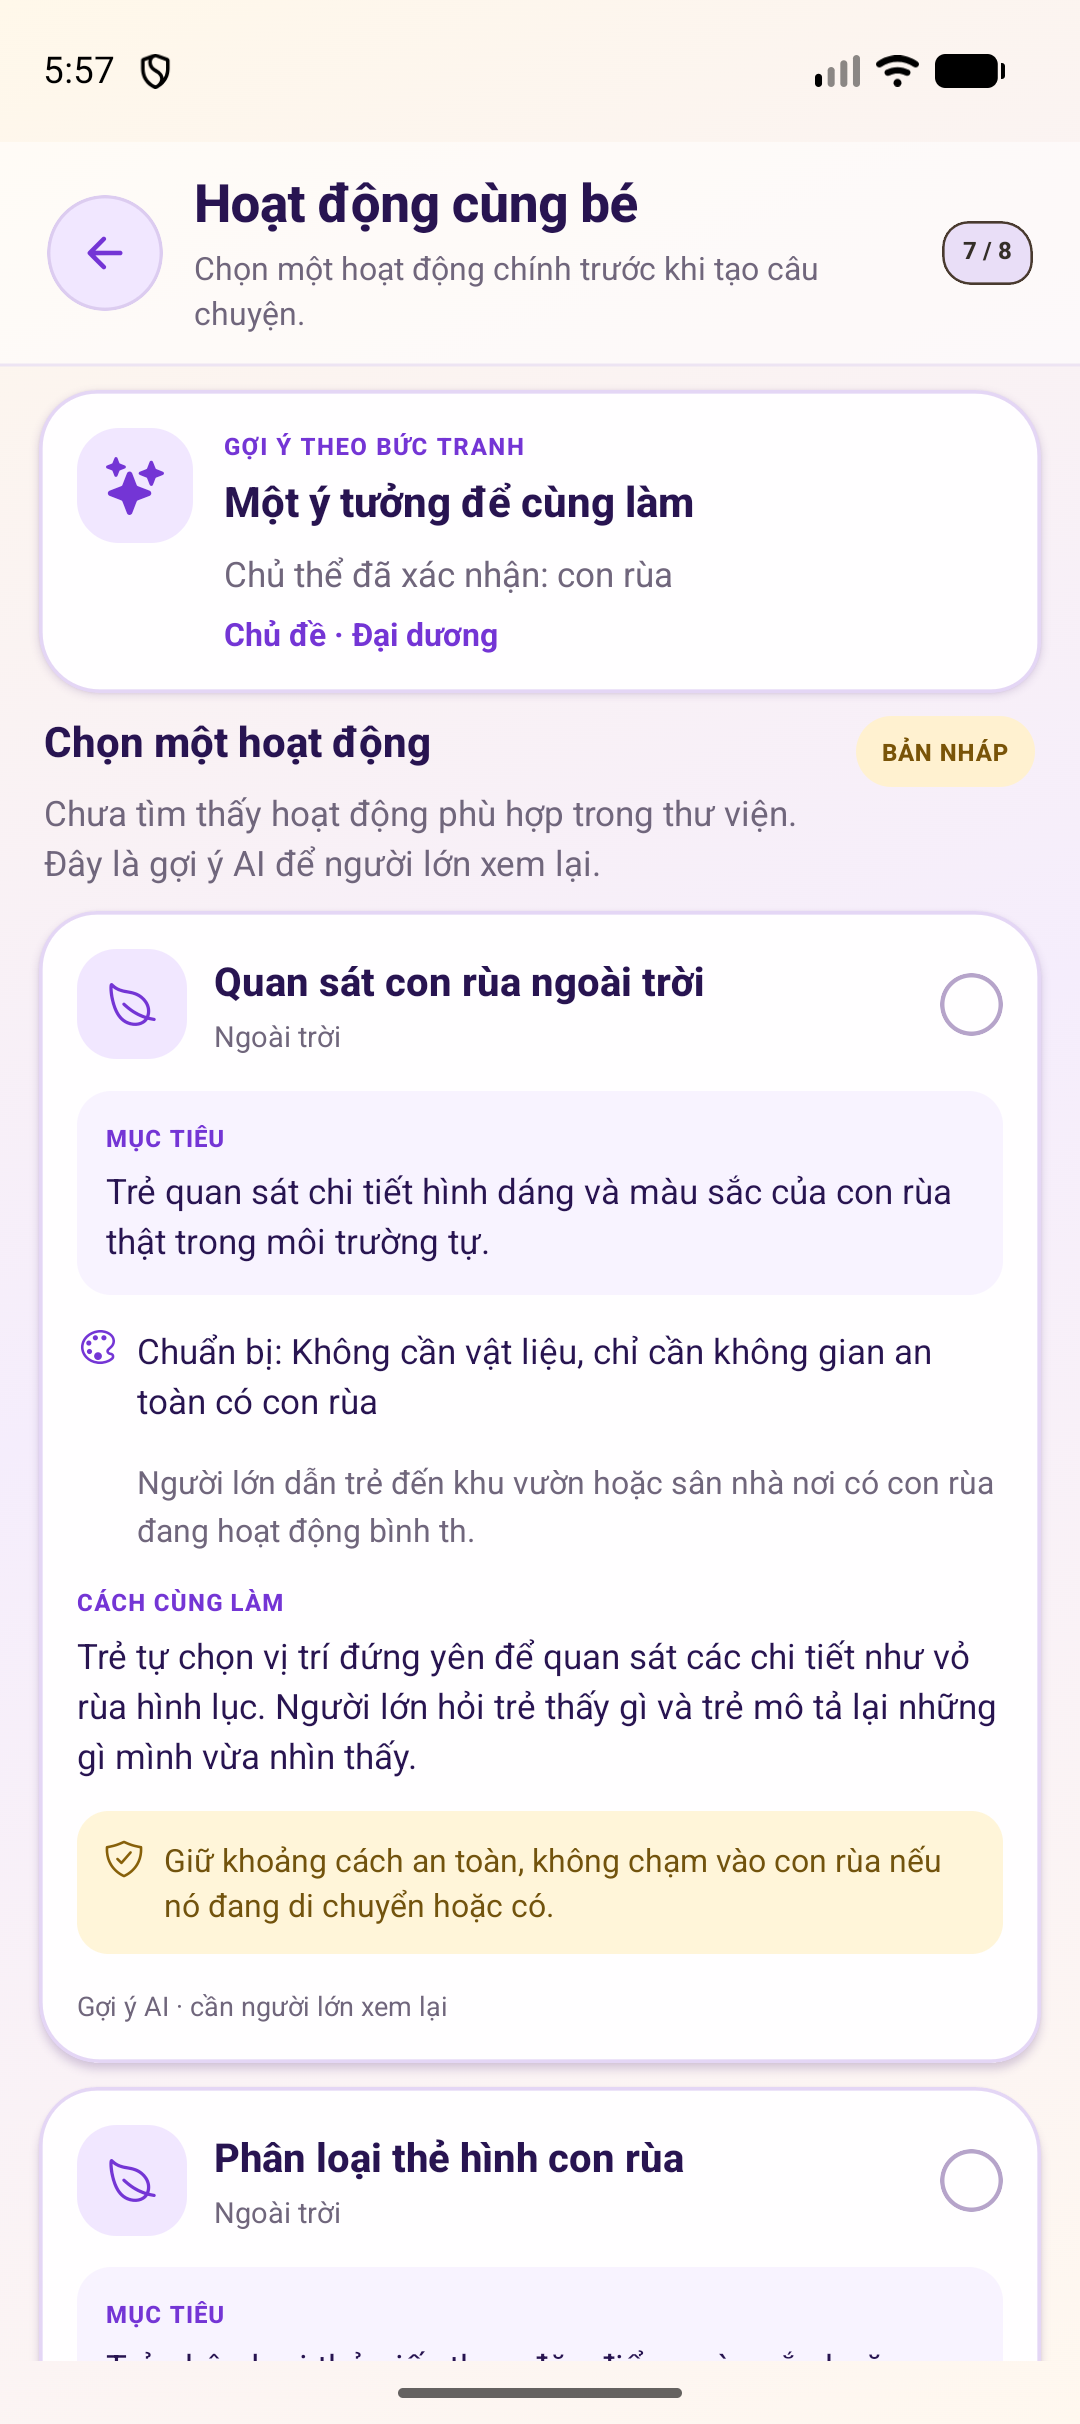 5:57
Hoạt động cùng bé
Chọn một hoạt động chính trước khi tạo câu
chuyện.
7 / 8
GỢI Ý THEO BỨC TRANH
Một ý tưởng để cùng làm
Chủ thể đã xác nhận: con rùa
Chủ đề · Đại dương
Chọn một hoạt động
BẢN NHÁP
Chưa tìm thấy hoạt động phù hợp trong thư viện.
Đây là gợi ý AI để người lớn xem lại.
Quan sát con rùa ngoài trời
Ngoài trời
MỤC TIÊU
Trẻ quan sát chi tiết hình dáng và màu sắc của con rùa
thật trong môi trường tự.
Chuẩn bị: Không cần vật liệu, chỉ cần không gian an
toàn có con rùa
Người lớn dẫn trẻ đến khu vườn hoặc sân nhà nơi có con rùa
đang hoạt động bình th.
CÁCH CÙNG LÀM
Trẻ tự chọn vị trí đứng yên để quan sát các chi tiết như vỏ
rùa hình lục. Người lớn hỏi trẻ thấy gì và trẻ mô tả lại những
gì mình vừa nhìn thấy.
Giữ khoảng cách an toàn, không chạm vào con rùa nếu
nó đang di chuyển hoặc có.
Gợi ý AI · cần người lớn xem lại
Phân loại thẻ hình con rùa
Ngoài trời
MỤC TIÊU